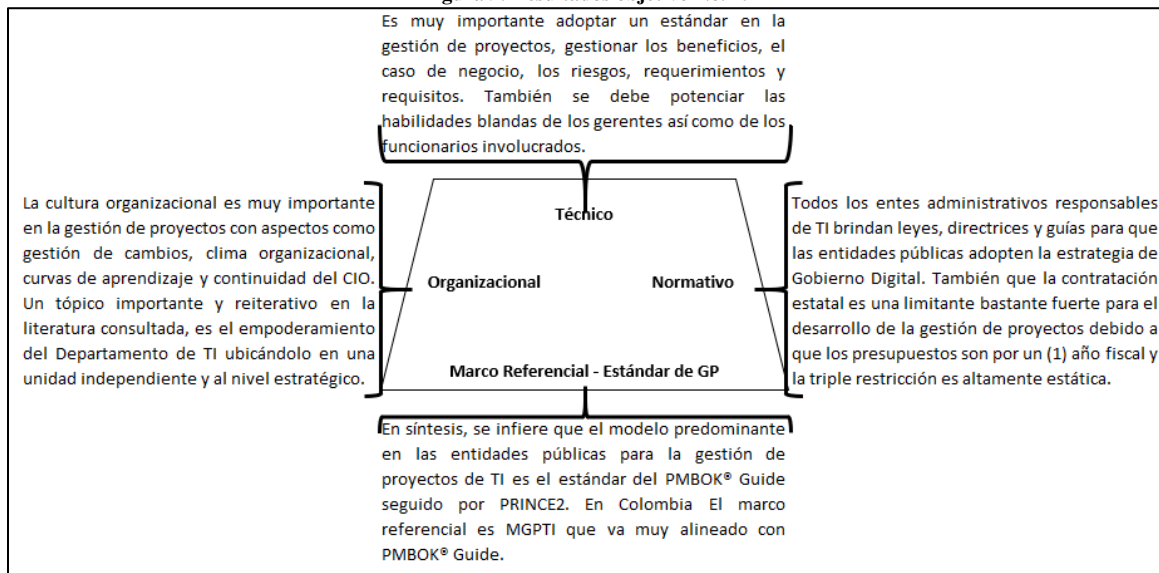 Es muy importante adoptar un estándar en la
gestión de proyectos, gestionar los beneficios, el
caso de negocio, los riesgos, requerimientos y
requisitos. También se debe potenciar las
habilidades blandas de los gerentes así como de los
funcionarios involucrados.
La cultura organizacional es muy importante
en la gestión de proyectos con aspectos como
gestión de cambios, clima organizacional,
curvas de aprendizaje y continuidad del CIO.
Un tópico importante y reiterativo en la
literatura consultada, es el empoderamiento
del Departamento de TI ubicándolo en una
unidad independiente y al nivel estratégico.
Técnico
Organizacional
Normativo
Marco Referencial - Estándar de GP
Todos los entes administrativos responsables
de TI brindan leyes, directrices y guías para que
las entidades públicas adopten la estrategia de
Gobierno Digital. También que la contratación
estatal es una limitante bastante fuerte para el
desarrollo de la gestión de proyectos debido a
que los presupuestos son por un (1) año fiscal y
la triple restricción es altamente estática.
En síntesis, se infiere que el modelo predominante
en las entidades públicas para la gestión de
proyectos de TI es el estándar del PMBOK® Guide
seguido por PRINCE2. En Colombia El marco
referencial es MGPTI que va muy alineado con
PMBOK® Guide.